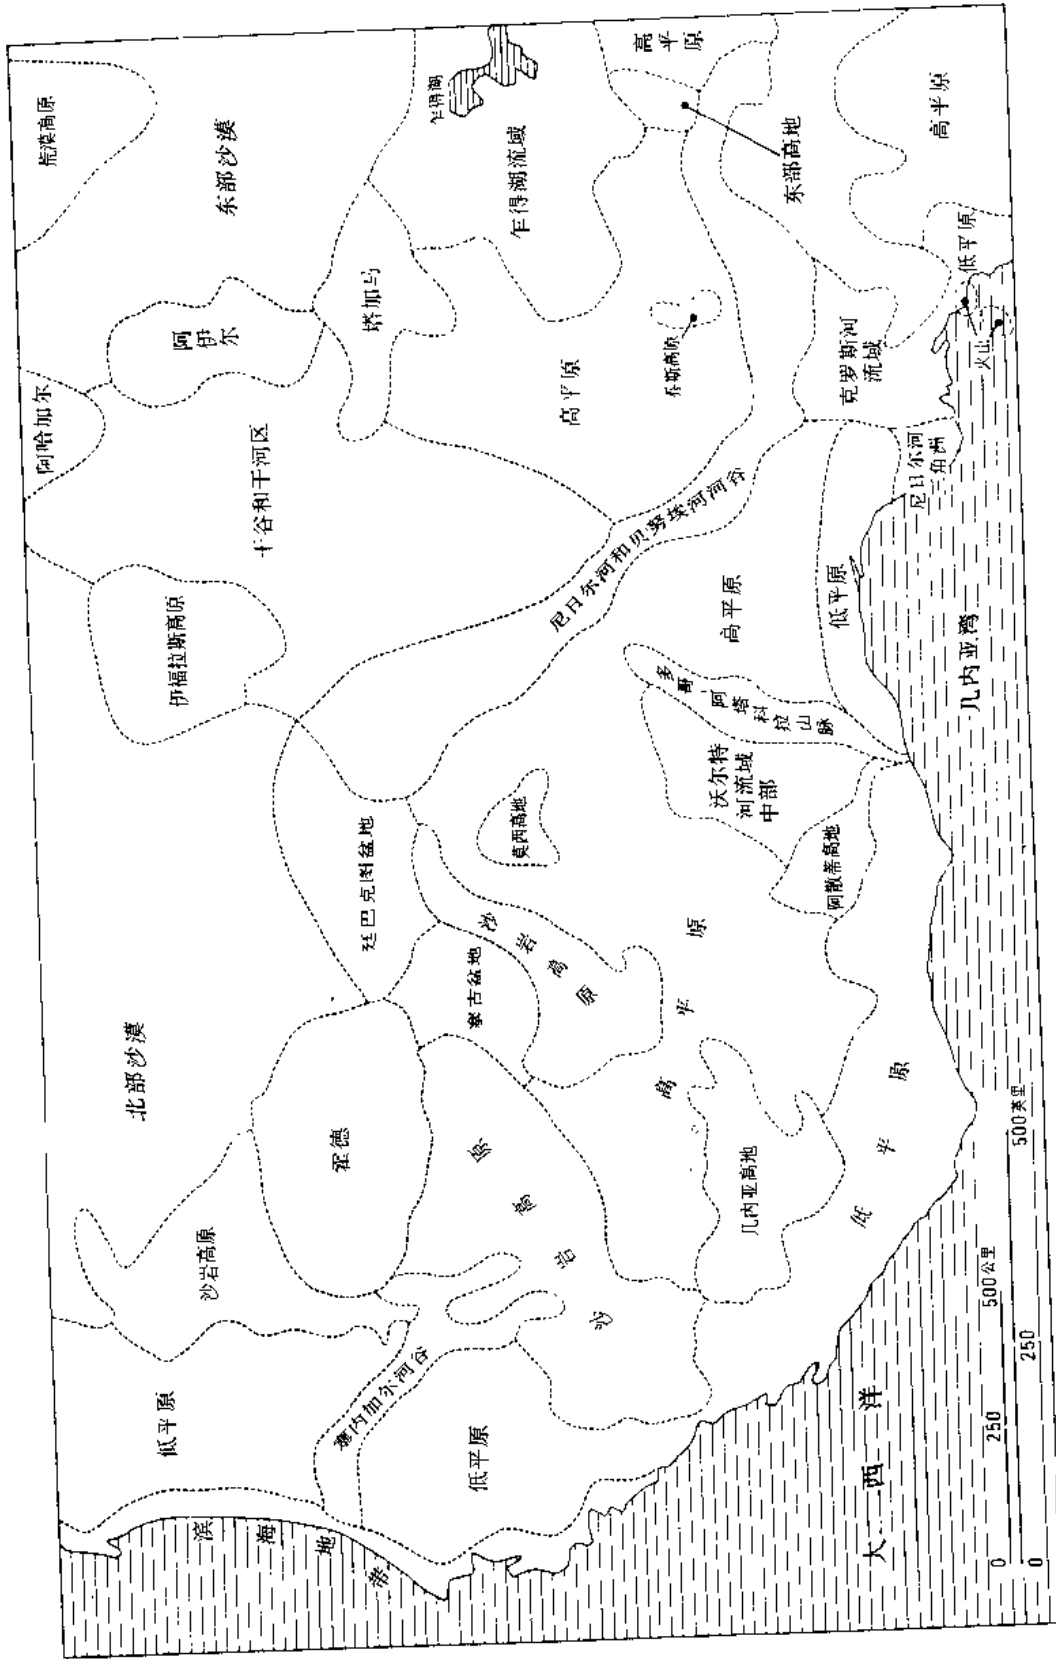 北部沙漠
阿哈加尔
荒漠高原
低平原
沙岩高原
伊福拉斯高原
干谷和干河区
阿伊尔
东部沙漠
滨海地带
塞内加尔河谷
霍德
廷巴克图盆地
塔加马
乍得湖
低平原
沙岩高原
塞古盆地
沙岩高原
莫西高地
尼日尔河和贝努埃河河谷
高平原
乍得湖流域
乔斯高原
高平原
东部高地
几内亚高地
高平原
沃尔特
河流域
中部
多哥—阿塔科拉山脉
高平原
阿散蒂高地
低平原
低平原
克罗斯河
流域
尼日尔河
三角洲
低平原
火山
高平原
大西洋
几内亚湾
0 250 500公里
0 250 500英里